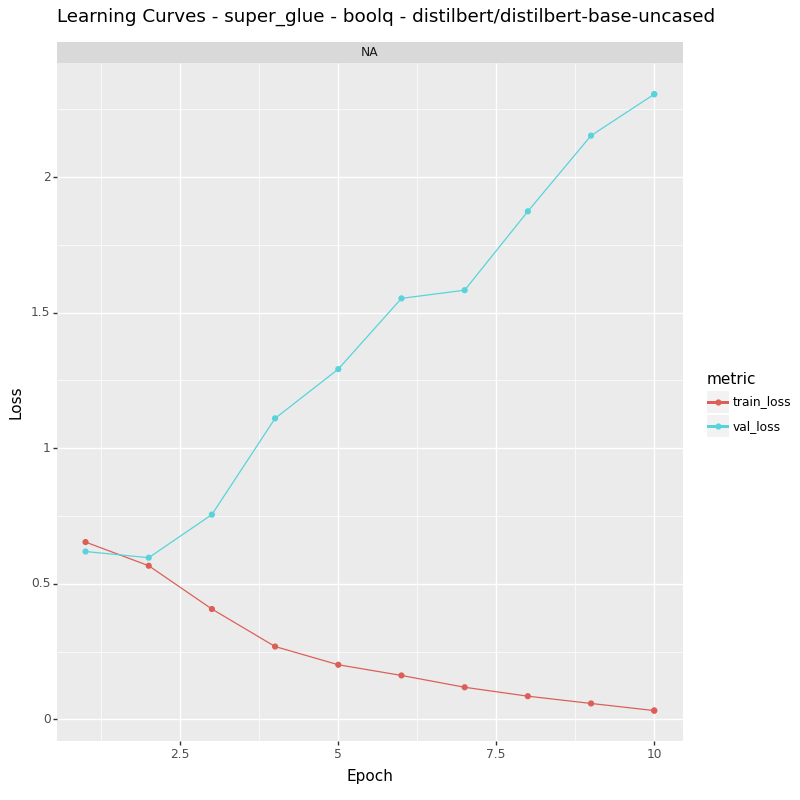 Learning Curves - super_glue - boolq - distilbert/distilbert-base-uncased
NA
2
1.5
1
0.5
0
Loss
2.5
5
7.5
10
Epoch
metric
train_loss
val_loss